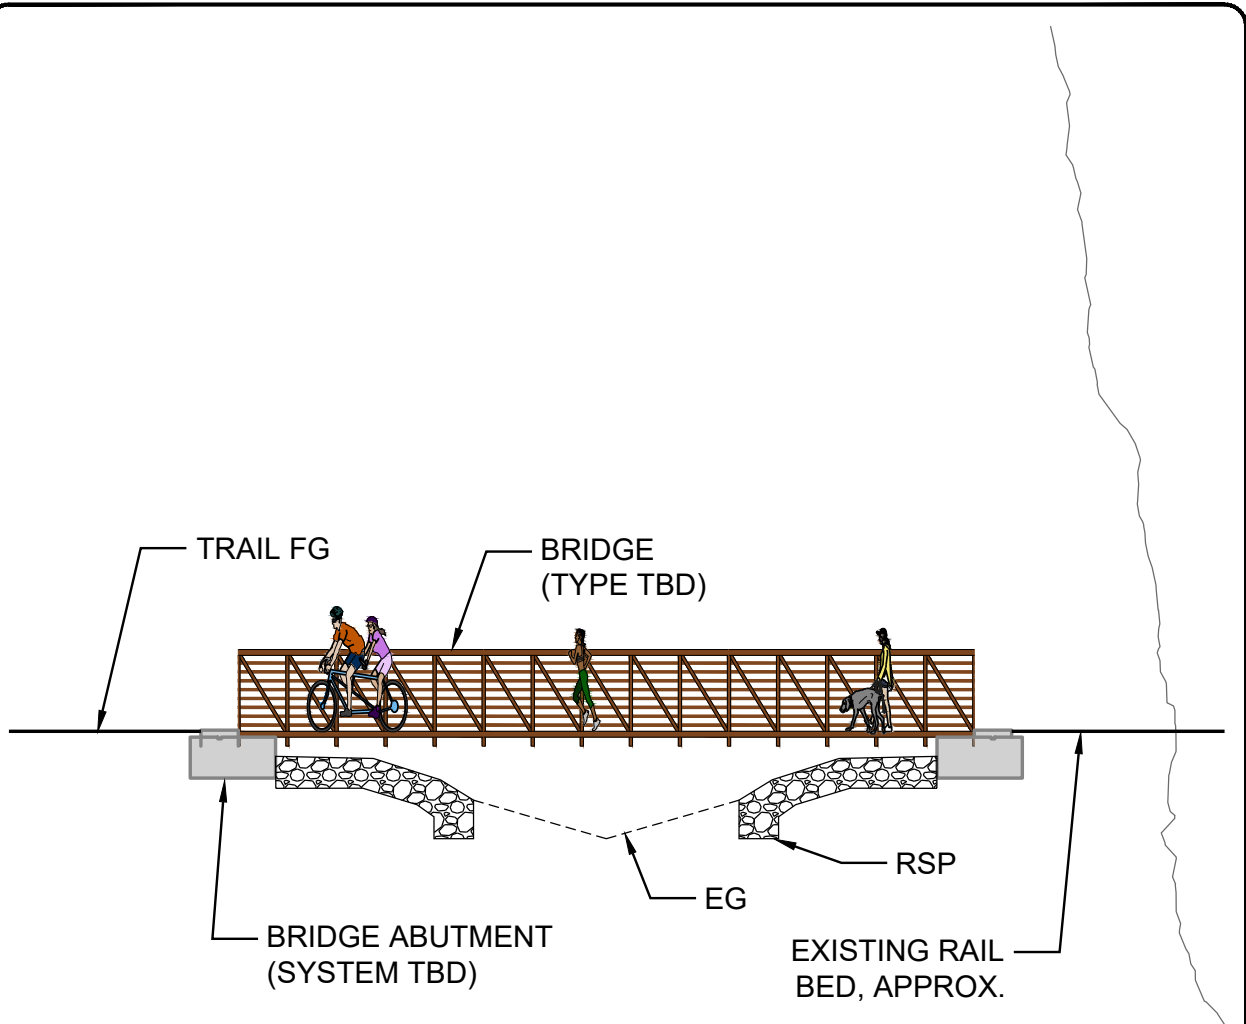 TRAIL FG
BRIDGE
(TYPE TBD)
RSP
EG
BRIDGE ABUTMENT
(SYSTEM TBD)
EXISTING RAIL
BED, APPROX.